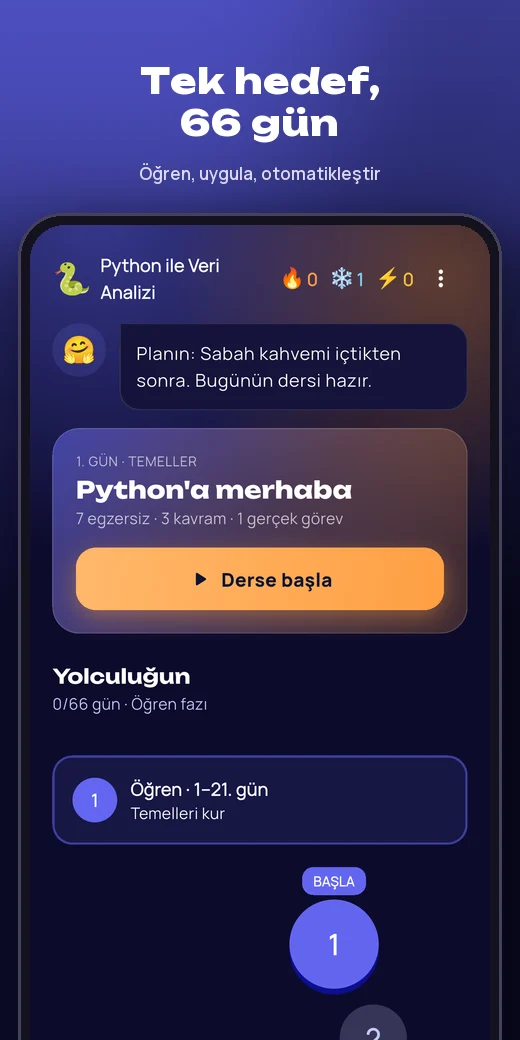 Tek hedef,
66 gün
Öğren, uygula, otomatikleştir
Python ile Veri
Analizi
0 1 0
Planın: Sabah kahvemi içtikten
sonra. Bugünün dersi hazır.
1. GÜN · TEMELLER
Python'a merhaba
7 egzersiz · 3 kavram · 1 gerçek görev
Derse başla
Yolculuğun
0/66 gün · Öğren fazı
1
Öğren · 1–21. gün
Temelleri kur
BAŞLA
1
2